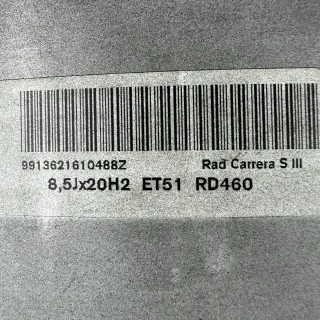 9913621610488Z Rad Carrera S III
8,5Jx20H2 ET51 RD460